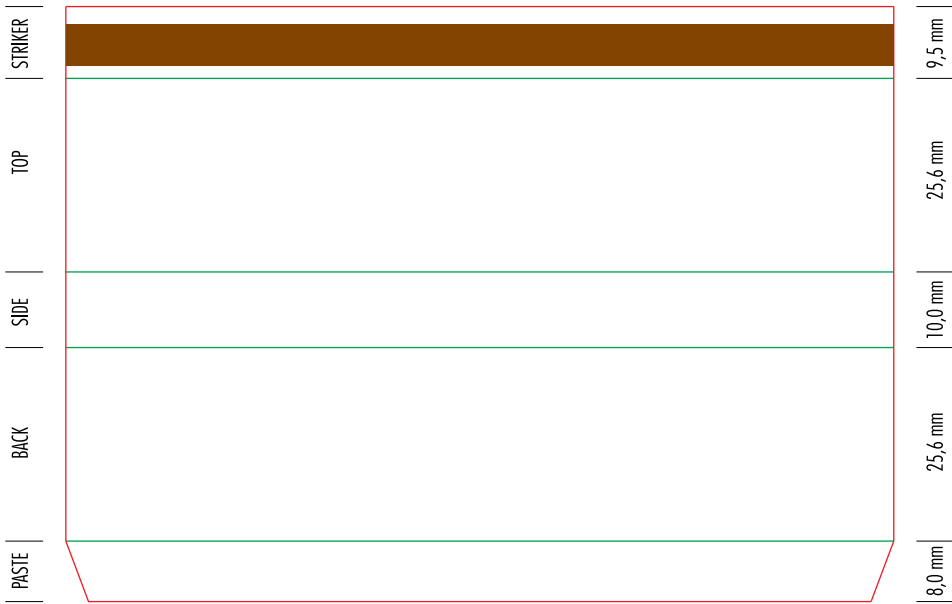 STRIKER
9,5 mm
TOP
25,6 mm
SIDE
10,0 mm
BACK
25,6 mm
PASTE
8,0 mm